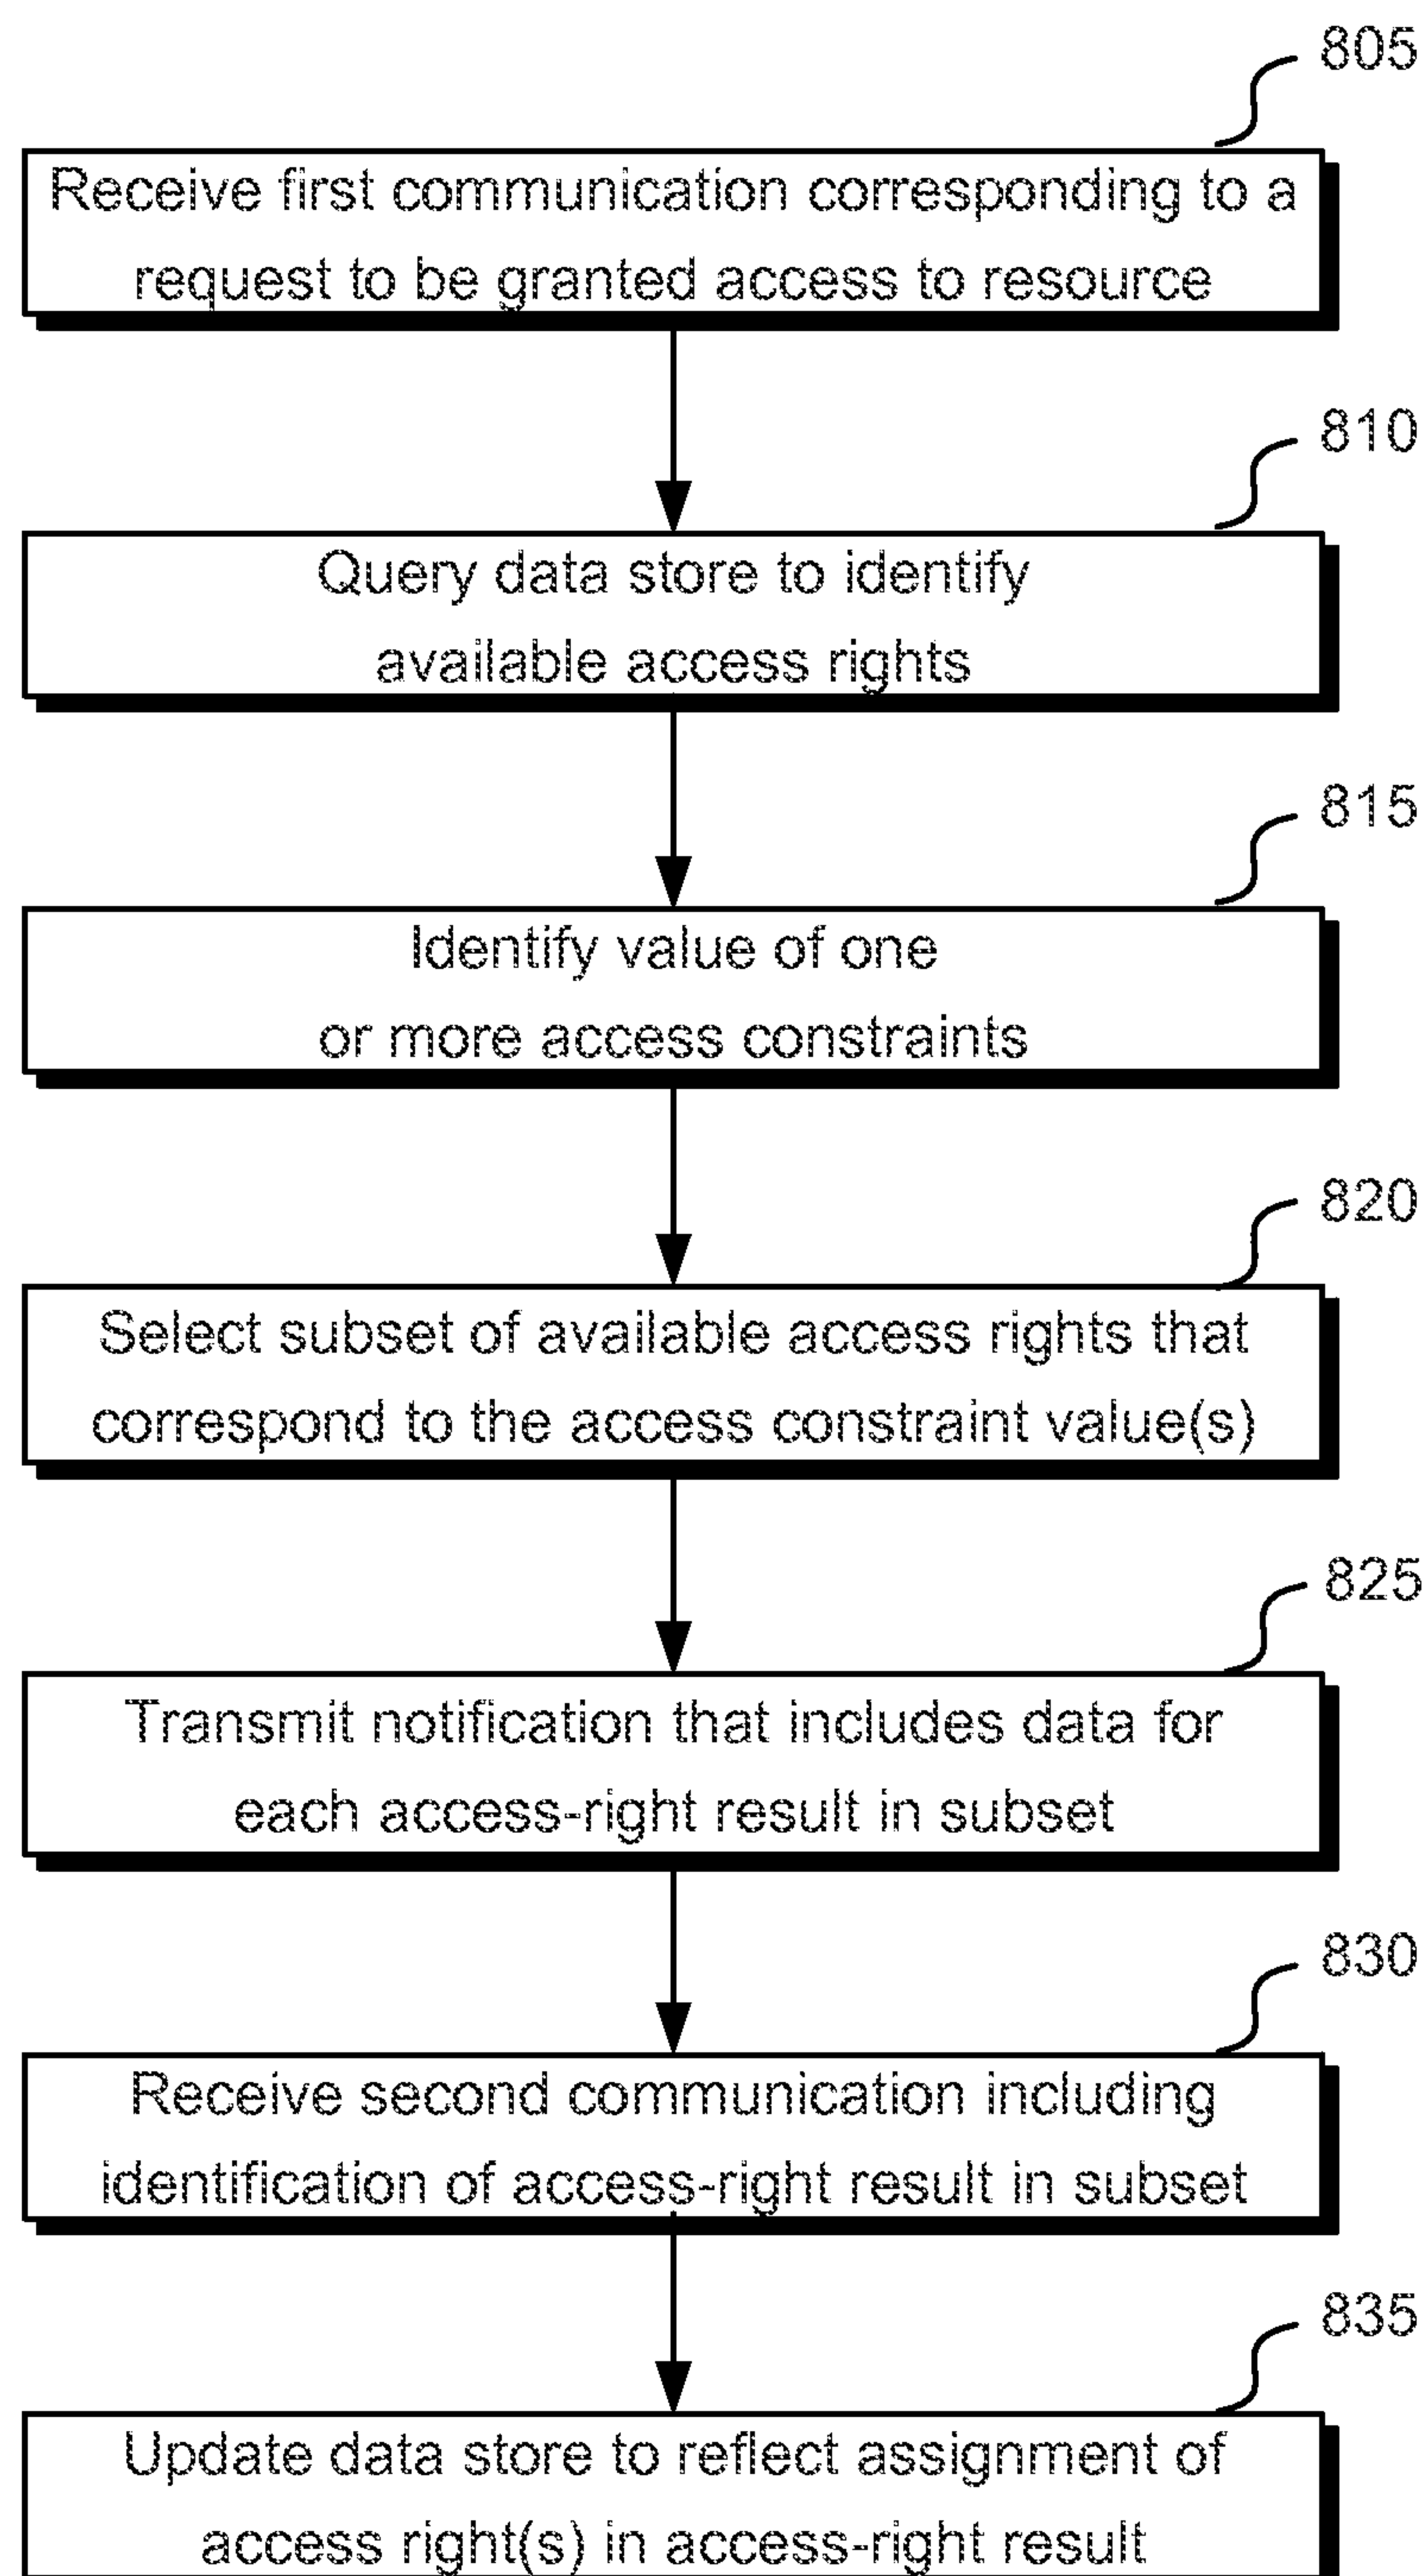 805
Receive first communication corresponding to a
request to be granted access to resource
810
Query data store to identify
available access rights
815
Identify value of one
or more access constraints
820
Select subset of available access rights that
correspond to the access constraint value(s)
825
Transmit notification that includes data for
each access-right result in subset
830
Receive second communication including
identification of access-right result in subset
835
Update data store to reflect assignment of
access right(s) in access-right result